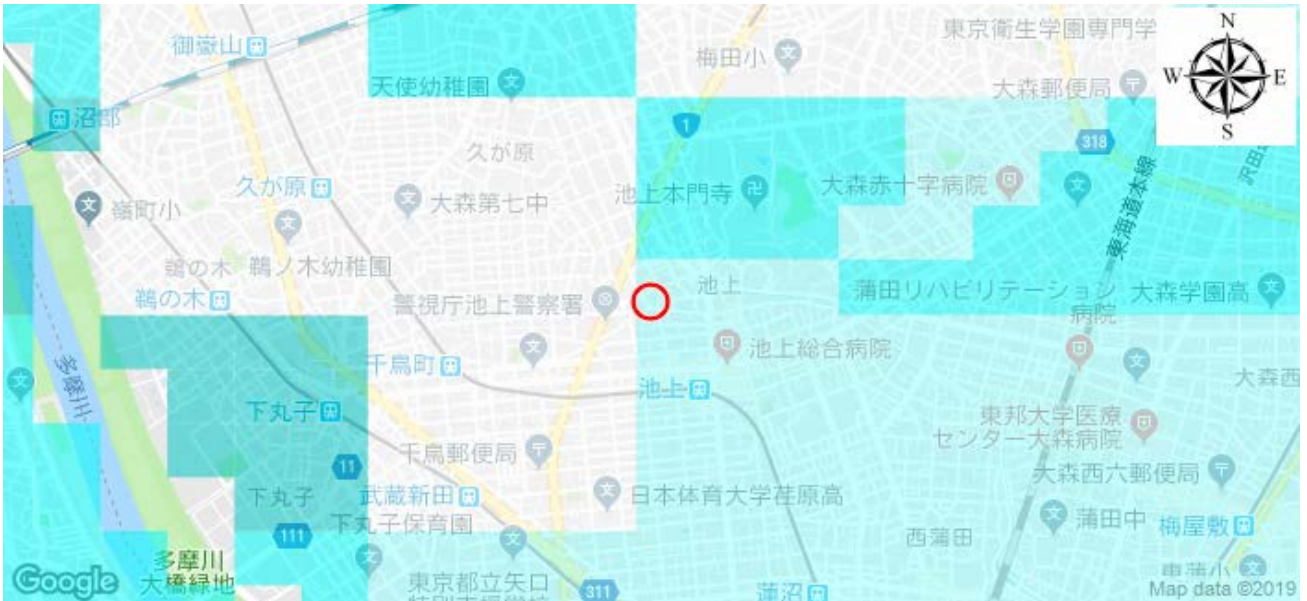 東京衛生学園専門学
N
W
E
S
御嶽山
梅田小
天使幼稚園
大森郵便局
沼部
1
318
久が原
沢田
久が原
池上本門寺
大森赤十字病院
嶺町小
大森第七中
東海道本線
鵜の木
鵜ノ木幼稚園
鵜の木
警視庁池上警察署
池上
蒲田リハビリテーション
病院
大森学園高
池上総合病院
多摩川
千鳥町
池上
大森西
下丸子
東邦大学医療
センター大森病院
千鳥郵便局
11
大森西六郵便局
下丸子
武蔵新田
日本体育大学荏原高
下丸子保育園
蒲田中
梅屋敷
111
西蒲田
多摩川
大橋緑地
東京都立矢口
311
蓮沼
東蒲小
Google
Map data ©2019